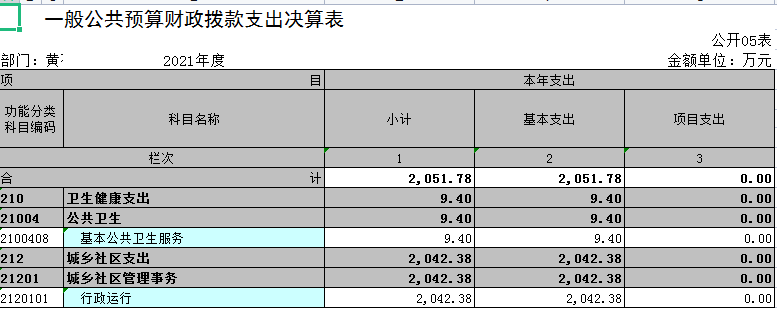 一般公共预算财政拨款支出决算表
公开05表
部门：黄 2021年度 金额单位：万元
项 目 本年支出
功能分类科目编码 科目名称 小计 基本支出 项目支出
栏次 1 2 3
合 计 2,051.78 2,051.78 0.00
210 卫生健康支出 9.40 9.40 0.00
21004 公共卫生 9.40 9.40 0.00
2100408 基本公共卫生服务 9.40 9.40 0.00
212 城乡社区支出 2,042.38 2,042.38 0.00
21201 城乡社区管理事务 2,042.38 2,042.38 0.00
2120101 行政运行 2,042.38 2,042.38 0.00